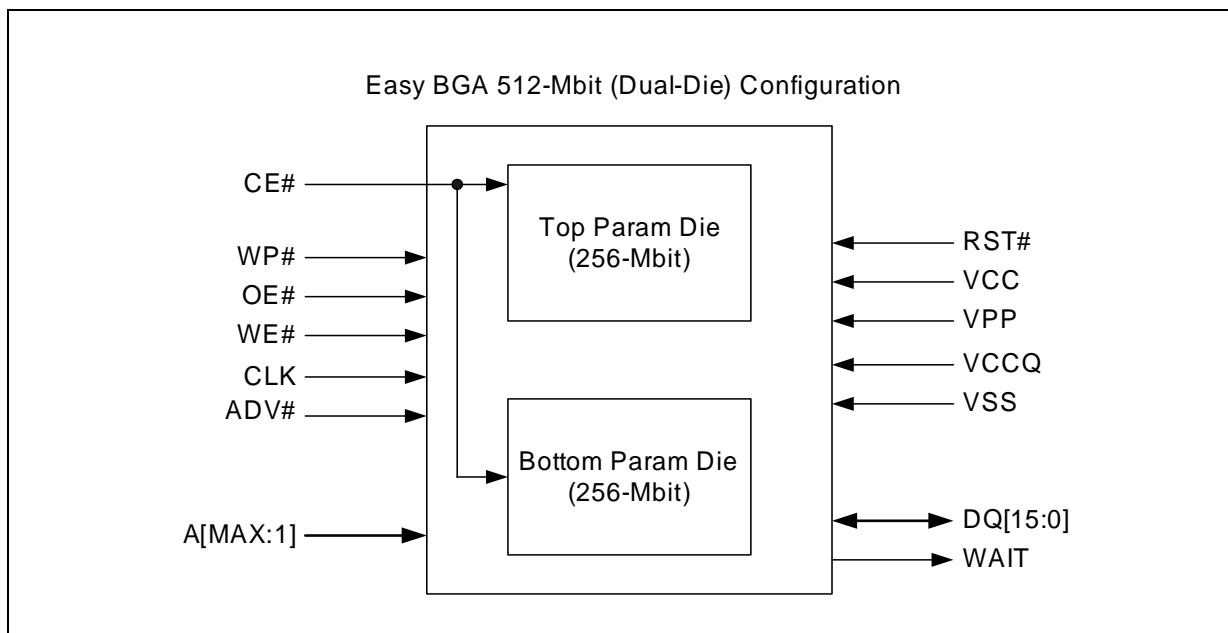 Easy BGA 512-Mbit (Dual-Die) Configuration
CE#
WP#
OE#
WE#
CLK
ADV#
A[MAX:1]
Top Param Die
(256-Mbit)
Bottom Param Die
(256-Mbit)
RST#
VCC
VPP
VCCQ
VSS
DQ[15:0]
WAIT